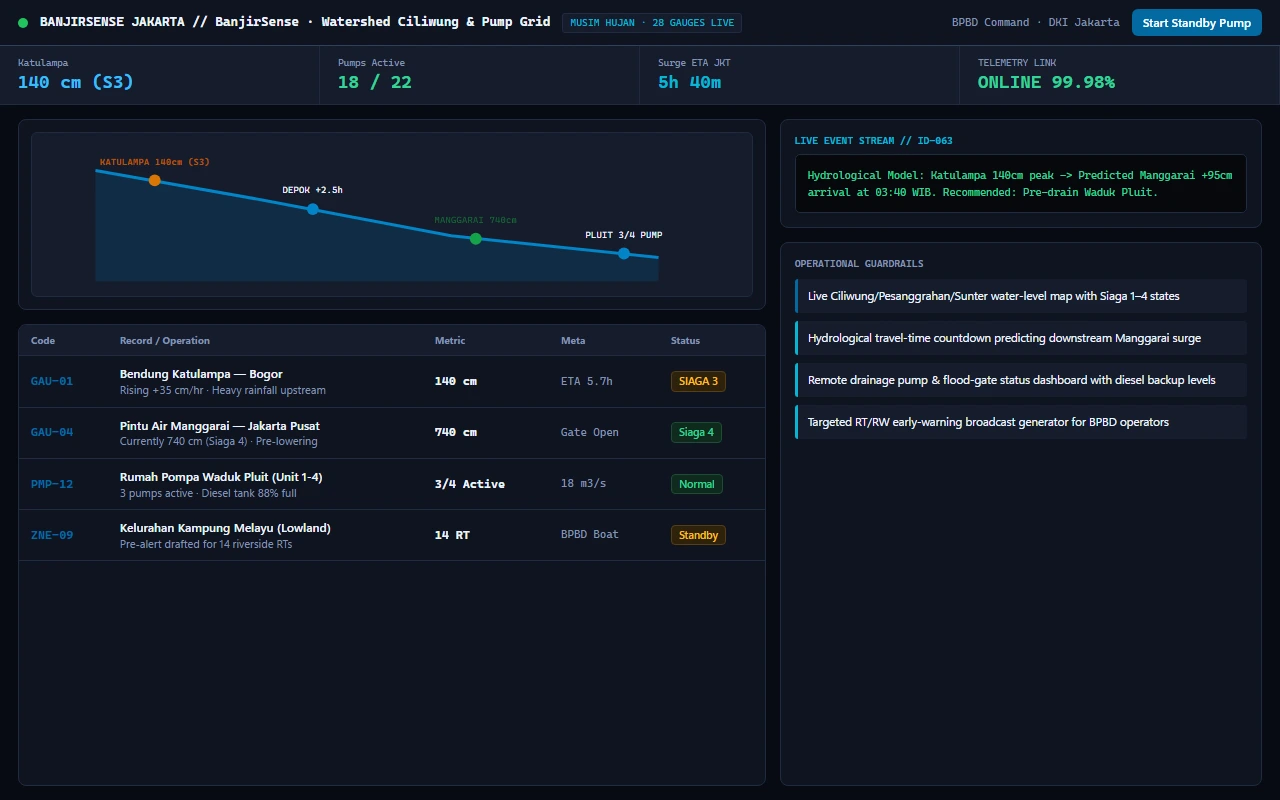 BANJIRSENSE JAKARTA // BanjirSense · Watershed Ciliwung & Pump Grid
MUSIM HUJAN · 28 GAUGES LIVE
BPBD Command · DKI Jakarta
Start Standby Pump
Katulampa
140 cm (S3)
Pumps Active
18 / 22
Surge ETA JKT
5h 40m
TELEMETRY LINK
ONLINE 99.98%
KATULAMPA 140cm (S3)
DEPOK +2.5h
MANGGARAI 740cm
PLUIT 3/4 PUMP
Code Record / Operation Metric Meta Status
GAU-01
Bendung Katulampa — Bogor
Rising +35 cm/hr · Heavy rainfall upstream
140 cm
ETA 5.7h
SIAGA 3
GAU-04
Pintu Air Manggarai — Jakarta Pusat
Currently 740 cm (Siaga 4) · Pre-lowering
740 cm
Gate Open
Siaga 4
PMP-12
Rumah Pompa Waduk Pluit (Unit 1-4)
3 pumps active · Diesel tank 88% full
3/4 Active
18 m3/s
Normal
ZNE-09
Kelurahan Kampung Melayu (Lowland)
Pre-alert drafted for 14 riverside RTs
14 RT
BPBD Boat
Standby
LIVE EVENT STREAM // ID-063
Hydrological Model: Katulampa 140cm peak -> Predicted Manggarai +95cm
arrival at 03:40 WIB. Recommended: Pre-drain Waduk Pluit.
OPERATIONAL GUARDRAILS
Live Ciliwung/Pesanggrahan/Sunter water-level map with Siaga 1–4 states
Hydrological travel-time countdown predicting downstream Manggarai surge
Remote drainage pump & flood-gate status dashboard with diesel backup levels
Targeted RT/RW early-warning broadcast generator for BPBD operators